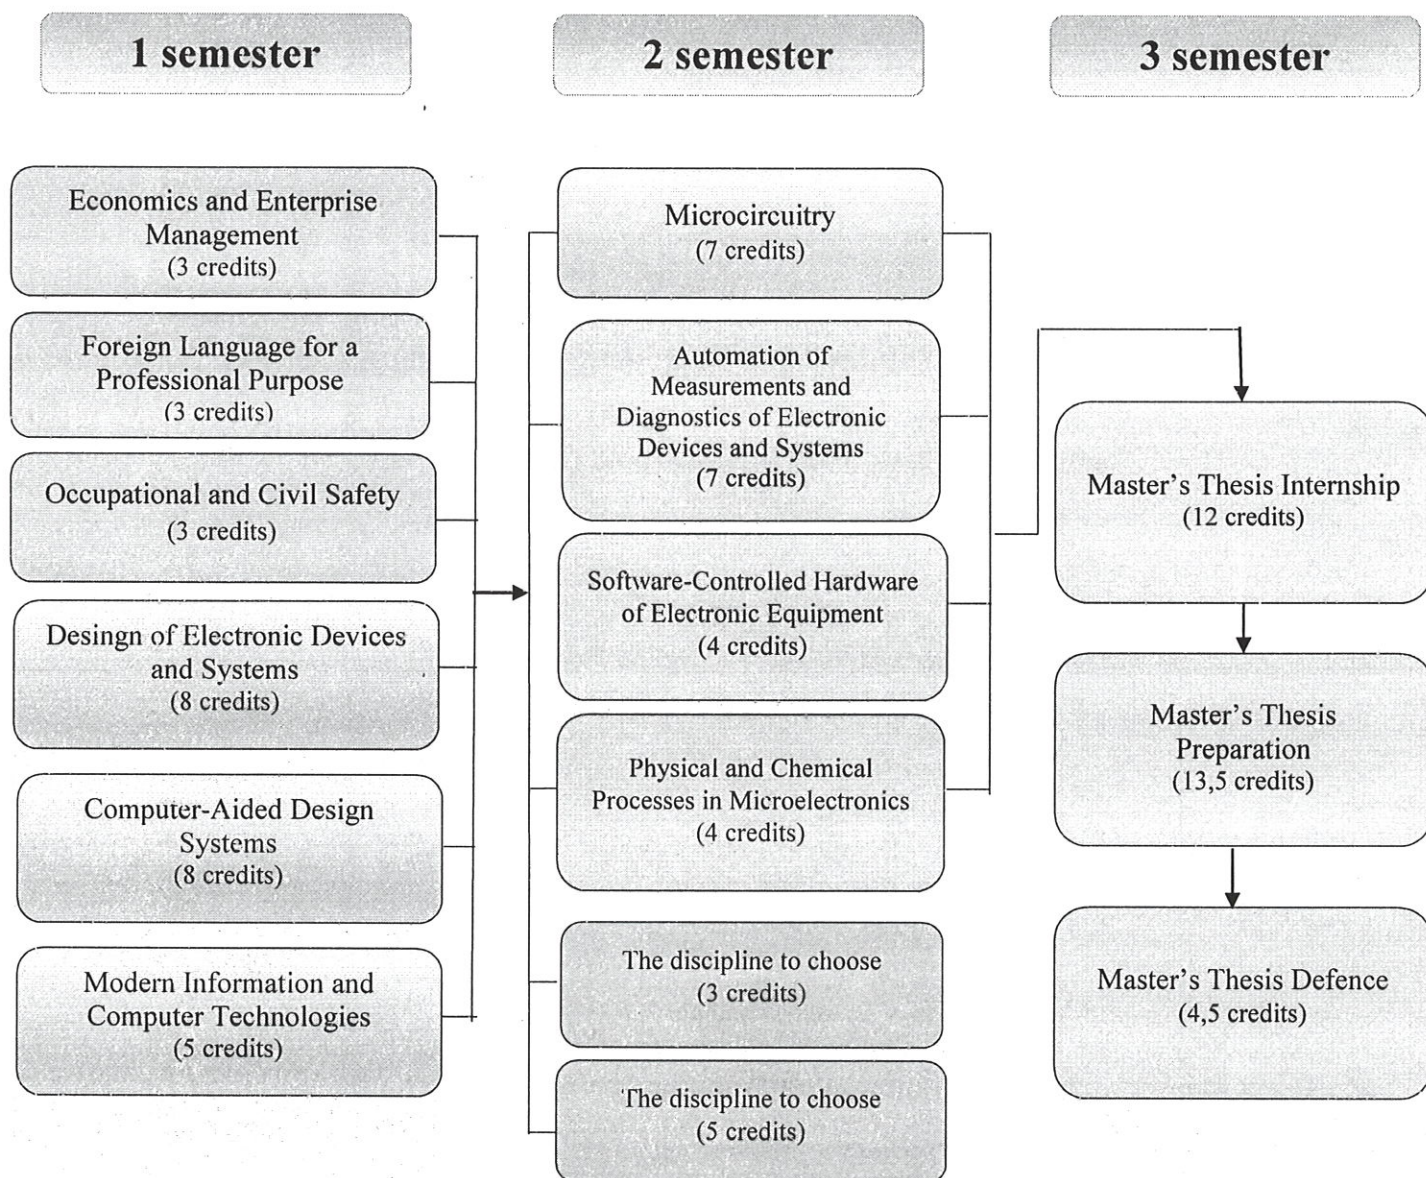 1 semester
2 semester
3 semester
Economics and Enterprise
Management
(3 credits)
Foreign Language for a
Professional Purpose
(3 credits)
Occupational and Civil Safety
(3 credits)
Desingn of Electronic Devices
and Systems
(8 credits)
Computer-Aided Design
Systems
(8 credits)
Modern Information and
Computer Technologies
(5 credits)
Microcircuitry
(7 credits)
Automation of
Measurements and
Diagnostics of Electronic
Devices and Systems
(7 credits)
Software-Controlled Hardware
of Electronic Equipment
(4 credits)
Physical and Chemical
Processes in Microelectronics
(4 credits)
The discipline to choose
(3 credits)
The discipline to choose
(5 credits)
Master's Thesis Internship
(12 credits)
Master's Thesis
Preparation
(13,5 credits)
Master's Thesis Defence
(4,5 credits)